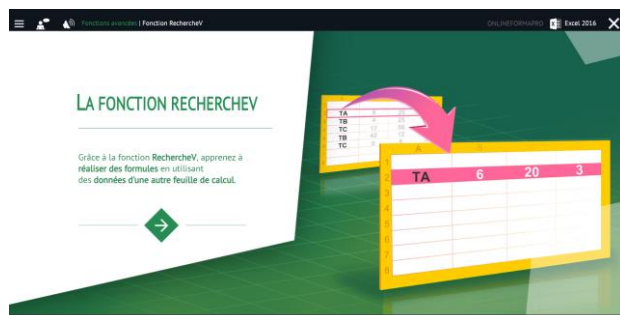 Fonctions avancées | Fonction RechercheV
ONLINEFORMAPRO
Excel 2016
LA FONCTION RECHERCHEV
Grâce à la fonction RechercheV, apprenez à
réaliser des formules en utilisant
des données d'une autre feuille de calcul.
TA
TB
TC
TB
TC
A
1
2 TA 6 20 3
3
4
5
6
7
8